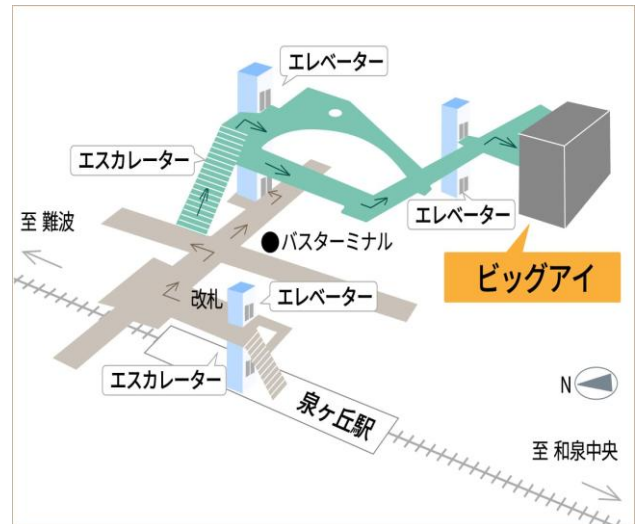 エレベーター
エスカレーター
至 難波
バスターミナル
エレベーター
ビッグアイ
改札
エレベーター
エスカレーター
泉ヶ丘駅
N
至 和泉中央